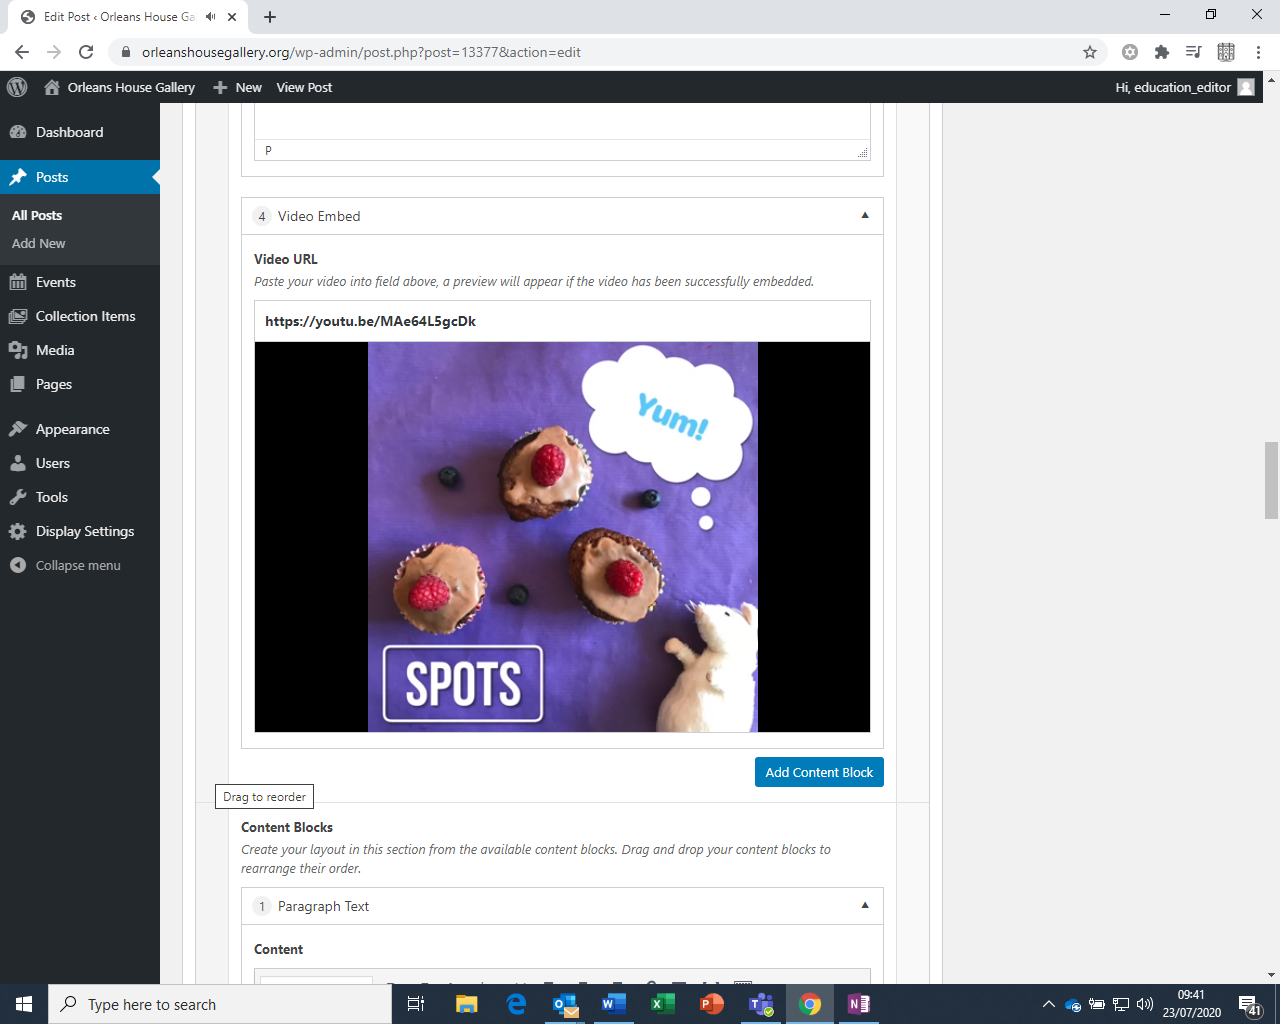 Edit Post ‹ Orleans House Ga
orleanshousegallery.org/wp-admin/post.php?post=13377&action=edit
Orleans House Gallery
New
View Post
Hi, education_editor
Dashboard
Posts
All Posts
Add New
Events
Collection Items
Media
Pages
Appearance
Users
Tools
Display Settings
Collapse menu
P
4 Video Embed
Video URL
Paste your video into field above, a preview will appear if the video has been successfully embedded.
https://youtu.be/MAe64L5gcDk
Yum!
SPOTS
Add Content Block
Drag to reorder
Content Blocks
Create your layout in this section from the available content blocks. Drag and drop your content blocks to
rearrange their order.
1 Paragraph Text
Content
Type here to search
09:41
23/07/2020
41